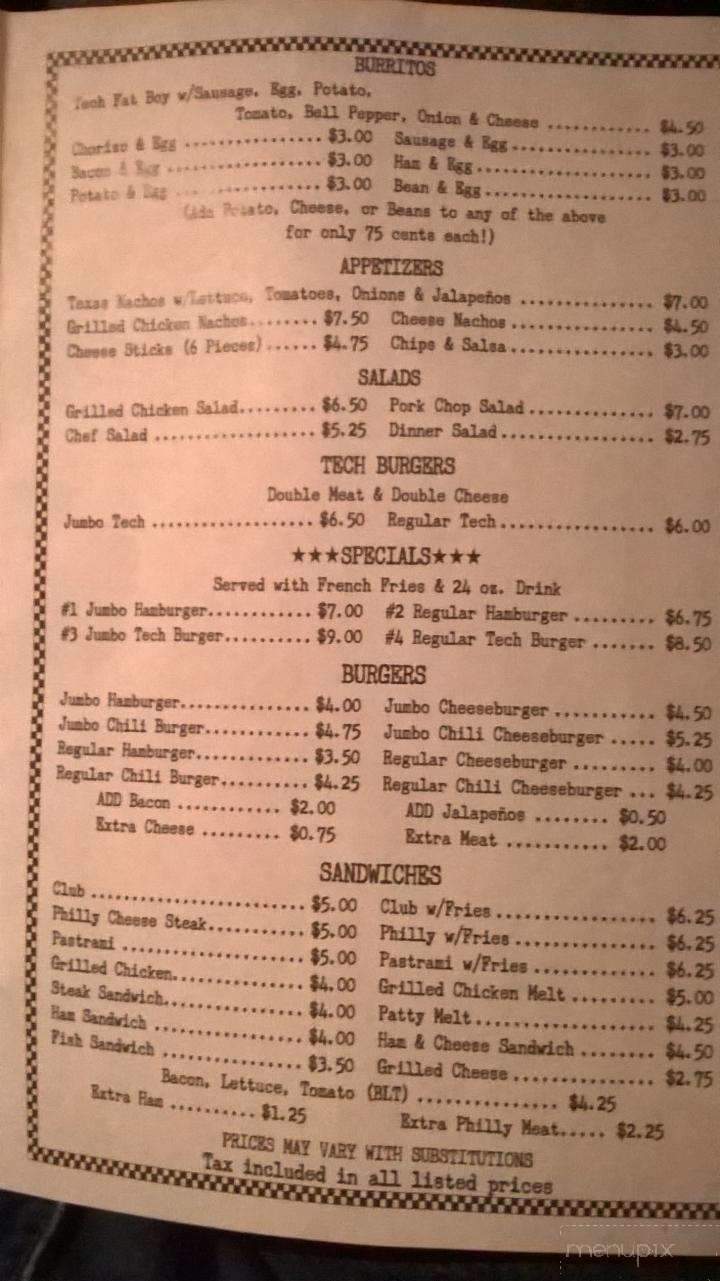 BURRITOS
Tech Fat Boy w/Sausage, Egg, Potato,
Tomato, Bell Pepper, Onion & Cheese ............ $4.50
Chorizo & Egg ................ $3.00 Sausage & Egg ................. $3.00
Bacon & Egg .................. $3.00 Ham & Egg ..................... $3.00
Potato & Egg ................. $3.00 Bean & Egg .................... $3.00
(Add Potato, Cheese, or Beans to any of the above
for only 75 cents each!)
APPETIZERS
Texas Nachos w/Lettuce, Tomatoes, Onions & Jalapeños ................ $7.00
Grilled Chicken Nachos ........ $7.50 Cheese Nachos ................. $4.50
Cheese Sticks (6 Pieces) ...... $4.75 Chips & Salsa ................. $3.00
SALADS
Grilled Chicken Salad ......... $6.50 Pork Chop Salad ............... $7.00
Chef Salad ................... $5.25 Dinner Salad .................. $2.75
TECH BURGERS
Double Meat & Double Cheese
Jumbo Tech ................... $6.50 Regular Tech .................. $6.00
★★★SPECIALS★★★
Served with French Fries & 24 oz. Drink
#1 Jumbo Hamburger ............ $7.00 #2 Regular Hamburger .......... $6.75
#3 Jumbo Tech Burger .......... $9.00 #4 Regular Tech Burger ....... $8.50
BURGERS
Jumbo Hamburger ............... $4.00 Jumbo Cheeseburger ............ $4.50
Jumbo Chili Burger ............ $4.75 Jumbo Chili Cheeseburger ..... $5.25
Regular Hamburger ............. $3.50 Regular Cheeseburger .......... $4.00
Regular Chili Burger .......... $4.25 Regular Chili Cheeseburger ... $4.25
ADD Bacon ............ $2.00 ADD Jalapeños ........ $0.50
Extra Cheese ......... $0.75 Extra Meat ............ $2.00
SANDWICHES
Club ......................... $5.00 Club w/Fries .................. $6.25
Philly Cheese Steak ........... $5.00 Philly w/Fries ................ $6.25
Pastrami ..................... $5.00 Pastrami w/Fries .............. $6.25
Grilled Chicken ............... $4.00 Grilled Chicken Melt .......... $5.00
Steak Sandwich ................ $4.00 Patty Melt .................... $4.25
Ham Sandwich ................. $4.00 Ham & Cheese Sandwich ........ $4.50
Fish Sandwich ................ $3.50 Grilled Cheese ................ $2.75
Bacon, Lettuce, Tomato (BLT) ................ $4.25
Extra Ham .......... $1.25 Extra Philly Meat ..... $2.25
PRICES MAY VARY WITH SUBSTITUTIONS
Tax included in all listed prices
menupix